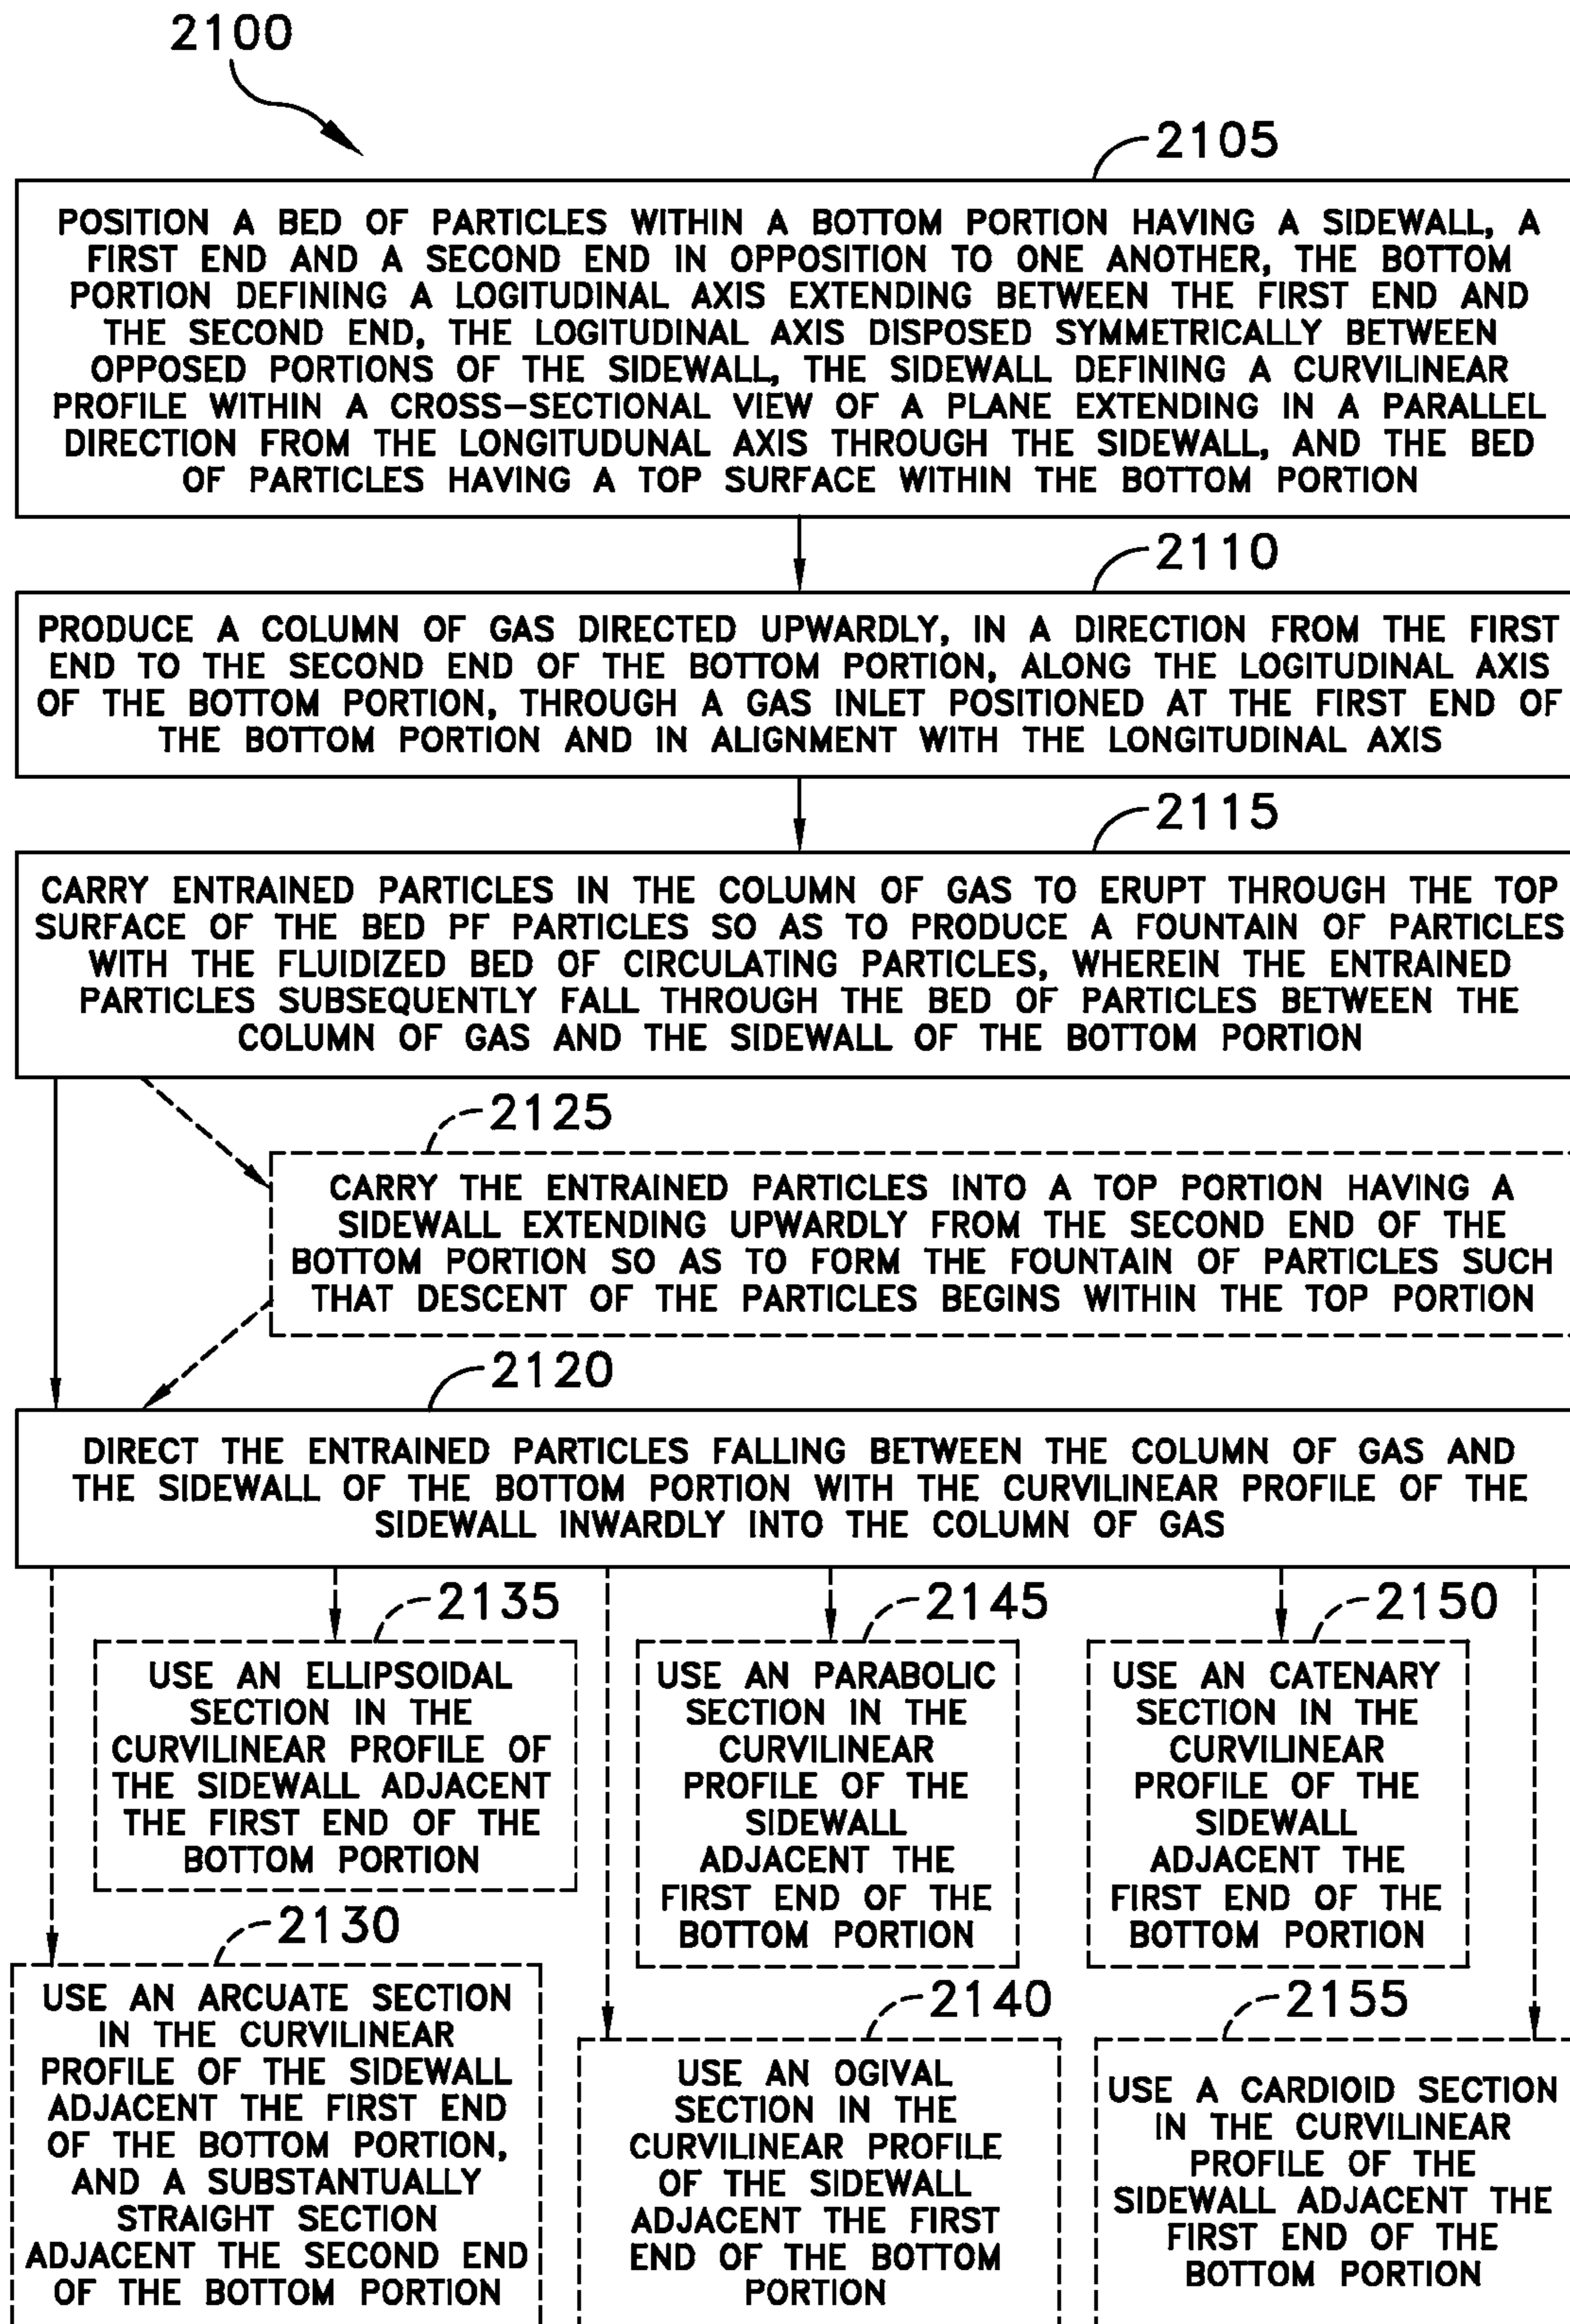 2100
2105
POSITION A BED OF PARTICLES WITHIN A BOTTOM PORTION HAVING A SIDEWALL, A
FIRST END AND A SECOND END IN OPPOSITION TO ONE ANOTHER, THE BOTTOM
PORTION DEFINING A LOGITUDINAL AXIS EXTENDING BETWEEN THE FIRST END AND
THE SECOND END, THE LOGITUDINAL AXIS DISPOSED SYMMETRICALLY BETWEEN
OPPOSED PORTIONS OF THE SIDEWALL, THE SIDEWALL DEFINING A CURVILINEAR
PROFILE WITHIN A CROSS-SECTIONAL VIEW OF A PLANE EXTENDING IN A PARALLEL
DIRECTION FROM THE LONGITUDUNAL AXIS THROUGH THE SIDEWALL, AND THE BED
OF PARTICLES HAVING A TOP SURFACE WITHIN THE BOTTOM PORTION
2110
PRODUCE A COLUMN OF GAS DIRECTED UPWARDLY, IN A DIRECTION FROM THE FIRST
END TO THE SECOND END OF THE BOTTOM PORTION, ALONG THE LOGITUDINAL AXIS
OF THE BOTTOM PORTION, THROUGH A GAS INLET POSITIONED AT THE FIRST END OF
THE BOTTOM PORTION AND IN ALIGNMENT WITH THE LONGITUDINAL AXIS
2115
CARRY ENTRAINED PARTICLES IN THE COLUMN OF GAS TO ERUPT THROUGH THE TOP
SURFACE OF THE BED PF PARTICLES SO AS TO PRODUCE A FOUNTAIN OF PARTICLES
WITH THE FLUIDIZED BED OF CIRCULATING PARTICLES, WHEREIN THE ENTRAINED
PARTICLES SUBSEQUENTLY FALL THROUGH THE BED OF PARTICLES BETWEEN THE
COLUMN OF GAS AND THE SIDEWALL OF THE BOTTOM PORTION
2125
CARRY THE ENTRAINED PARTICLES INTO A TOP PORTION HAVING A
SIDEWALL EXTENDING UPWARDLY FROM THE SECOND END OF THE
BOTTOM PORTION SO AS TO FORM THE FOUNTAIN OF PARTICLES SUCH
THAT DESCENT OF THE PARTICLES BEGINS WITHIN THE TOP PORTION
2120
DIRECT THE ENTRAINED PARTICLES FALLING BETWEEN THE COLUMN OF GAS AND
THE SIDEWALL OF THE BOTTOM PORTION WITH THE CURVILINEAR PROFILE OF THE
SIDEWALL INWARDLY INTO THE COLUMN OF GAS
2135
USE AN ELLIPSOIDAL
SECTION IN THE
CURVILINEAR PROFILE OF
THE SIDEWALL ADJACENT
THE FIRST END OF THE
BOTTOM PORTION
2145
USE AN PARABOLIC
SECTION IN THE
CURVILINEAR
PROFILE OF THE
SIDEWALL
ADJACENT THE
FIRST END OF THE
BOTTOM PORTION
2150
USE AN CATENARY
SECTION IN THE
CURVILINEAR
PROFILE OF THE
SIDEWALL
ADJACENT THE
FIRST END OF THE
BOTTOM PORTION
2130
USE AN ARCUATE SECTION
IN THE CURVILINEAR
PROFILE OF THE SIDEWALL
ADJACENT THE FIRST END
OF THE BOTTOM PORTION,
AND A SUBSTANTUALLY
STRAIGHT SECTION
ADJACENT THE SECOND END
OF THE BOTTOM PORTION
2140
USE AN OGIVAL
SECTION IN THE
CURVILINEAR PROFILE
OF THE SIDEWALL
ADJACENT THE FIRST
END OF THE BOTTOM
PORTION
2155
USE A CARDIOID SECTION
IN THE CURVILINEAR
PROFILE OF THE
SIDEWALL ADJACENT THE
FIRST END OF THE
BOTTOM PORTION